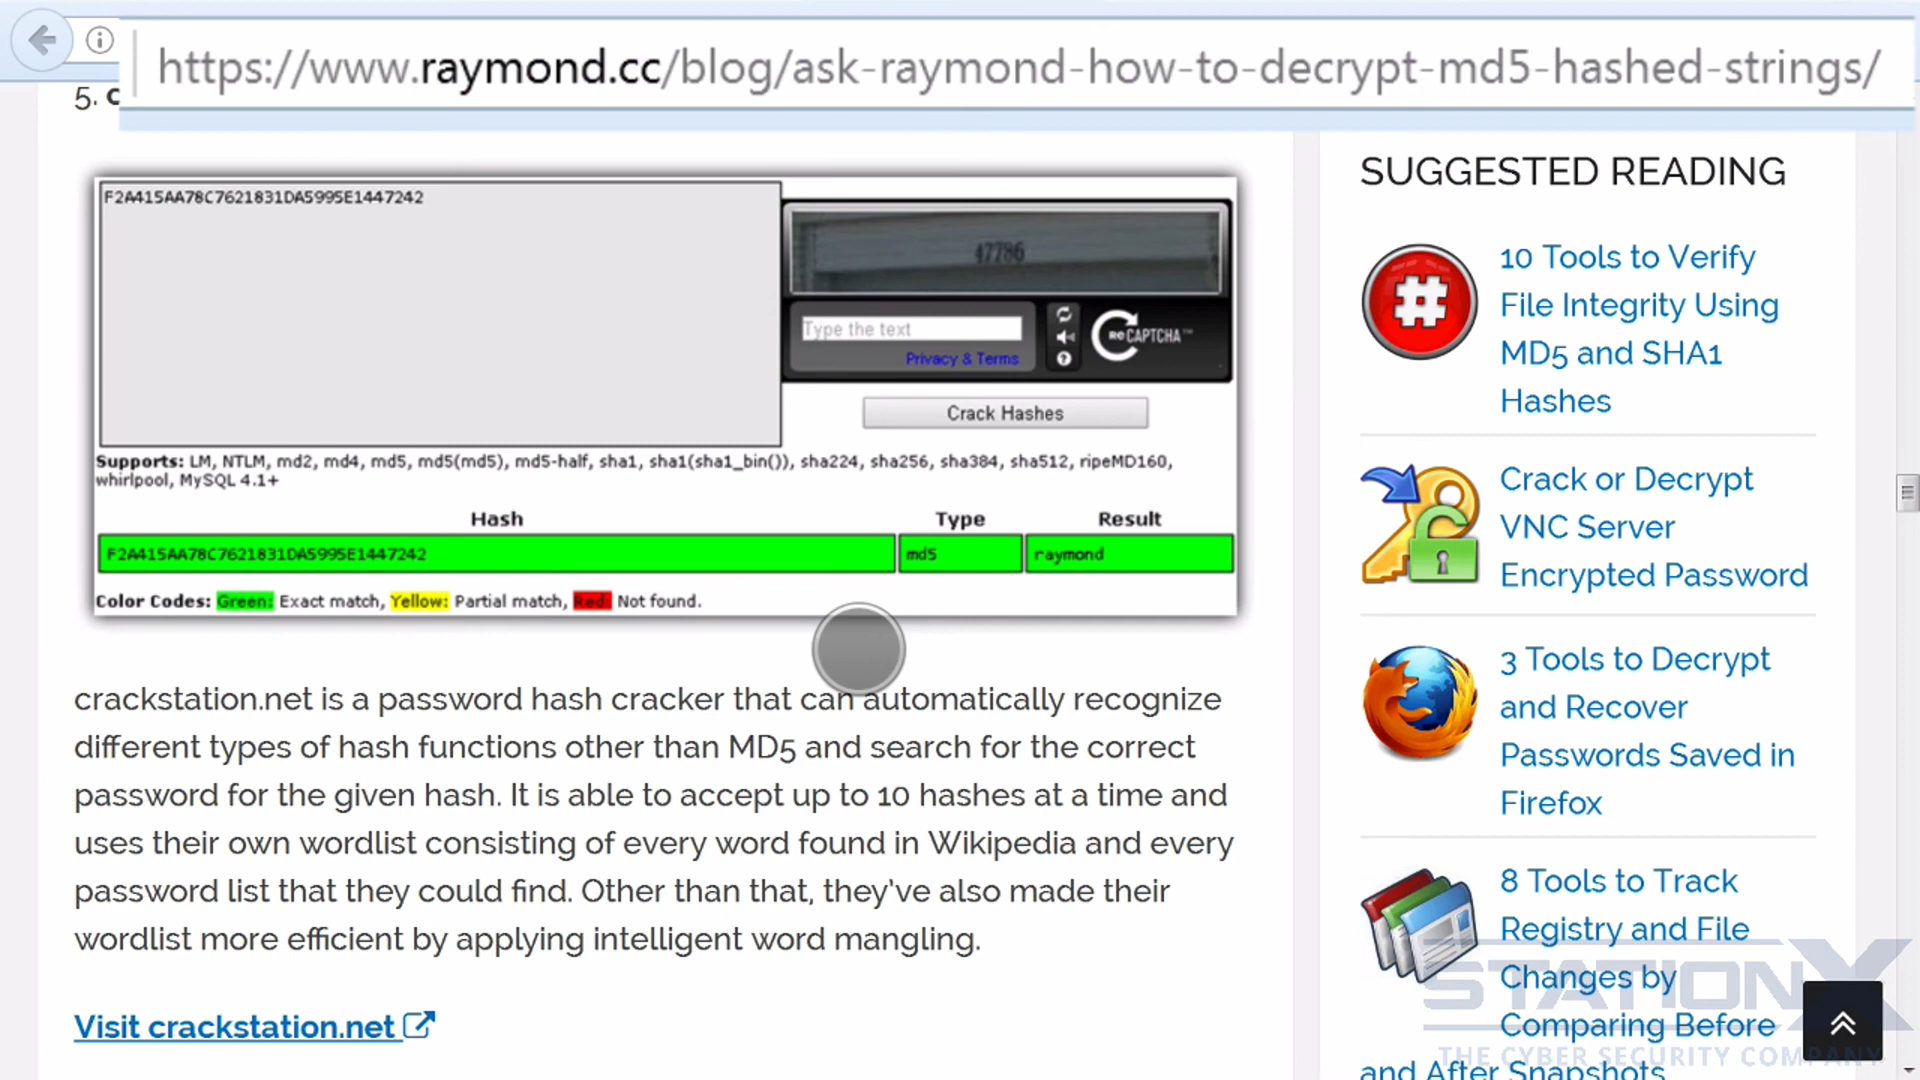 https://www.raymond.cc/blog/ask-raymond-how-to-decrypt-md5-hashed-strings/
5. c
F2A415AA78C7621831DA5995E1447242
47786
Type the text
Privacy & Terms
reCAPTCHA™
Crack Hashes
Supports: LM, NTLM, md2, md4, md5, md5(md5), md5-half, sha1, sha1(sha1_bin()), sha224, sha256, sha384, sha512, ripeMD160,
whirlpool, MySQL 4.1+
Hash Type Result
F2A415AA78C7621831DA5995E1447242 md5 raymond
Color Codes: Green: Exact match, Yellow: Partial match, Red: Not found.
crackstation.net is a password hash cracker that can automatically recognize
different types of hash functions other than MD5 and search for the correct
password for the given hash. It is able to accept up to 10 hashes at a time and
uses their own wordlist consisting of every word found in Wikipedia and every
password list that they could find. Other than that, they've also made their
wordlist more efficient by applying intelligent word mangling.
Visit crackstation.net
SUGGESTED READING
10 Tools to Verify
File Integrity Using
MD5 and SHA1
Hashes
Crack or Decrypt
VNC Server
Encrypted Password
3 Tools to Decrypt
and Recover
Passwords Saved in
Firefox
8 Tools to Track
Registry and File
Changes by
Comparing Before
and After Snapshots
STATIONX
THE CYBER SECURITY COMPANY